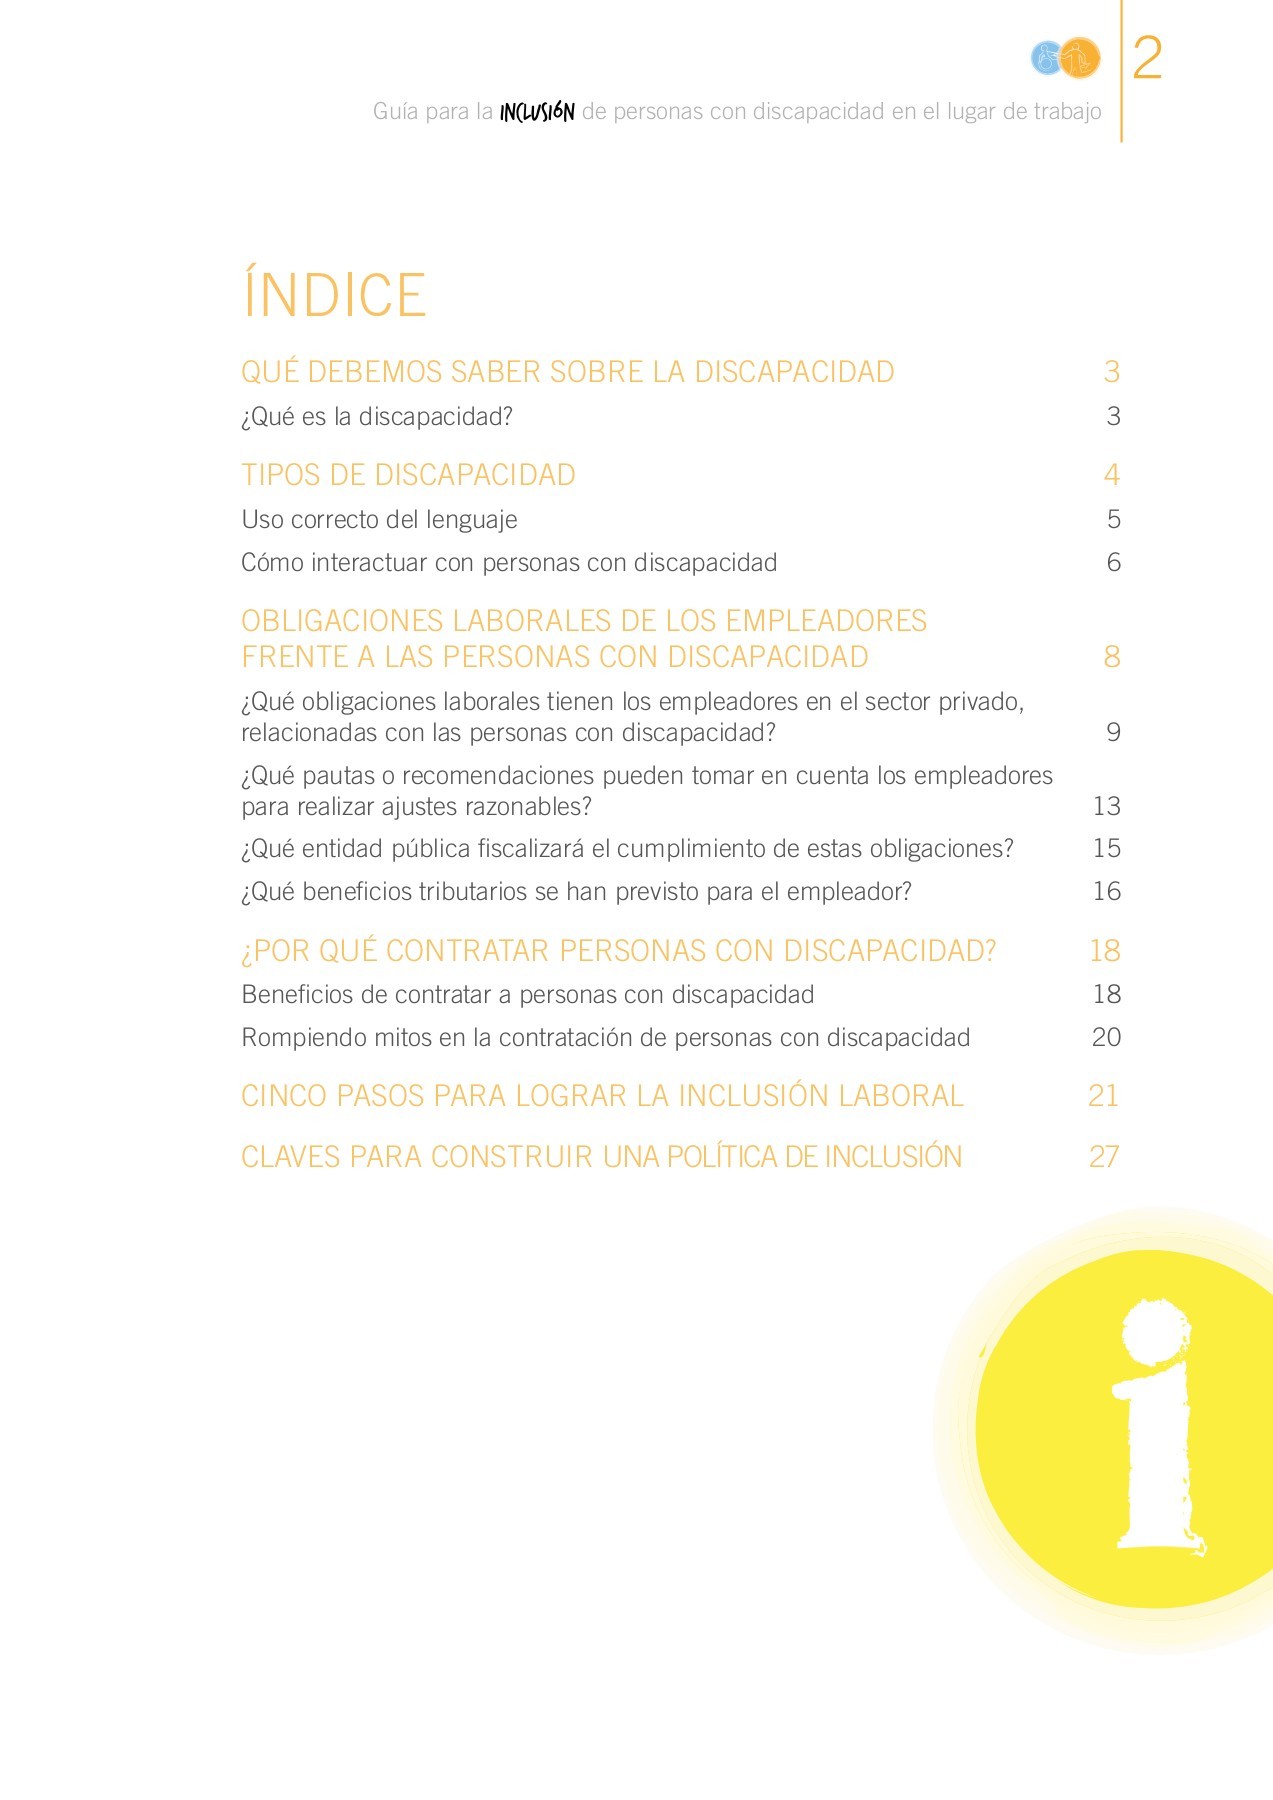 2
Guía para la INCLUSIÓN de personas con discapacidad en el lugar de trabajo
ÍNDICE
QUÉ DEBEMOS SABER SOBRE LA DISCAPACIDAD 3
¿Qué es la discapacidad? 3
TIPOS DE DISCAPACIDAD 4
Uso correcto del lenguaje 5
Cómo interactuar con personas con discapacidad 6
OBLIGACIONES LABORALES DE LOS EMPLEADORES
FRENTE A LAS PERSONAS CON DISCAPACIDAD 8
¿Qué obligaciones laborales tienen los empleadores en el sector privado,
relacionadas con las personas con discapacidad? 9
¿Qué pautas o recomendaciones pueden tomar en cuenta los empleadores
para realizar ajustes razonables? 13
¿Qué entidad pública fiscalizará el cumplimiento de estas obligaciones? 15
¿Qué beneficios tributarios se han previsto para el empleador? 16
¿POR QUÉ CONTRATAR PERSONAS CON DISCAPACIDAD? 18
Beneficios de contratar a personas con discapacidad 18
Rompiendo mitos en la contratación de personas con discapacidad 20
CINCO PASOS PARA LOGRAR LA INCLUSIÓN LABORAL 21
CLAVES PARA CONSTRUIR UNA POLÍTICA DE INCLUSIÓN 27
i